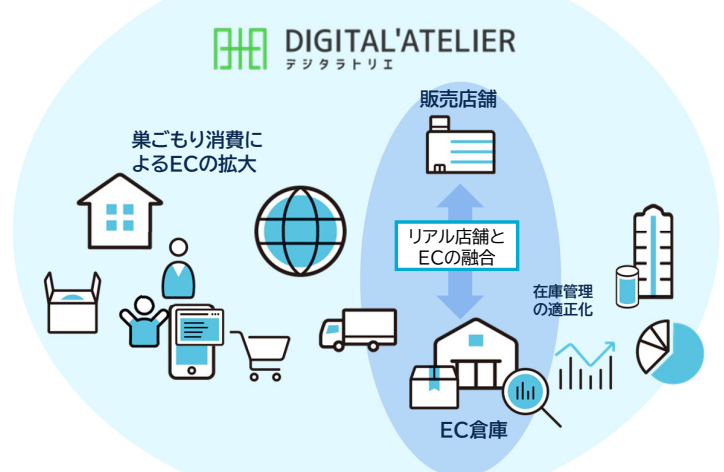 DIGITAL'ATELIER
デジタラトリエ
販売店舗
巣ごもり消費に
よるECの拡大
リアル店舗と
ECの融合
在庫管理
の適正化
EC倉庫